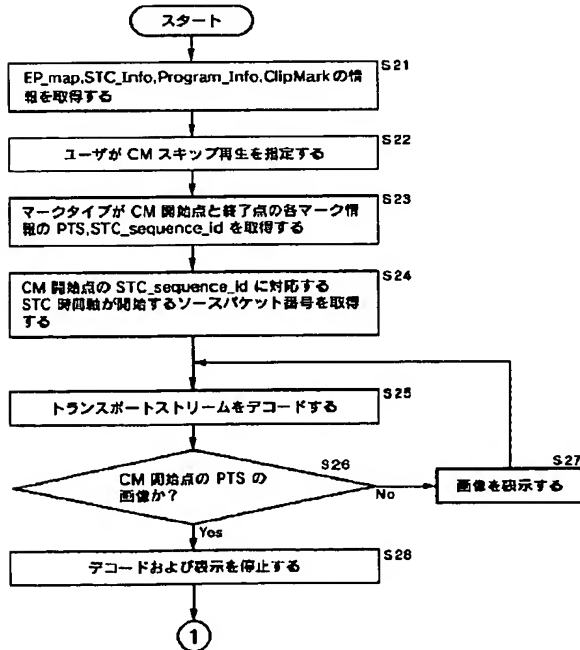 スタート
S21
EP_map,STC_Info,Program_Info,ClipMarkの情
報を取得する
S22
ユーザが CM スキップ再生を指定する
S23
マークタイプが CM 開始点と終了点の各マーク情
報の PTS,STC_sequence_id を取得する
S24
CM 開始点の STC_sequence_id に対応する
STC 時間軸が開始するソースパケット番号を取得
する
S25
トランスポートストリームをデコードする
S26
CM 開始点の PTS の
画像か?
No
S27
画像を表示する
Yes
S28
デコードおよび表示を停止する
1